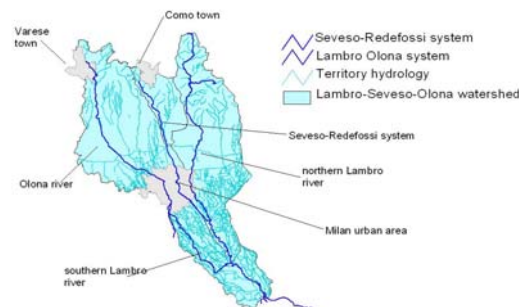 Varese
town
Como town
Seveso-Redefossi system
Lambro Olona system
Territory hydrology
Lambro-Seveso-Olona watershed
Seveso-Redefossi
system
Olona river
northern Lambro
river
Milan urban area
southern Lambro
river